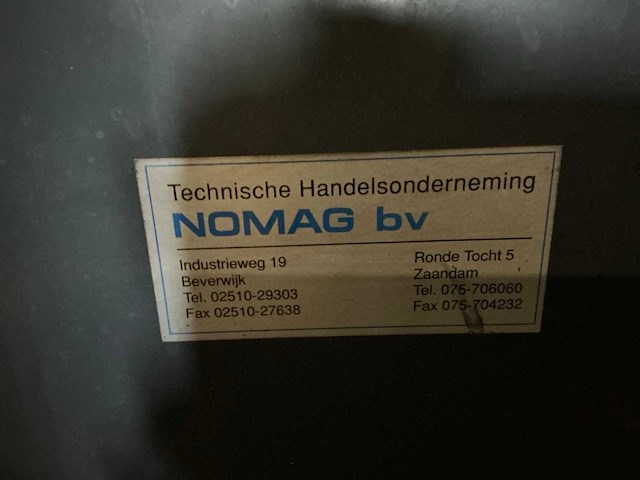 Technische Handelsonderneming
NOMAG bv
Industrieweg 19
Beverwijk
Tel. 02510-29303
Fax 02510-27638
Ronde Tocht 5
Zaandam
Tel. 075-706060
Fax 075-704232